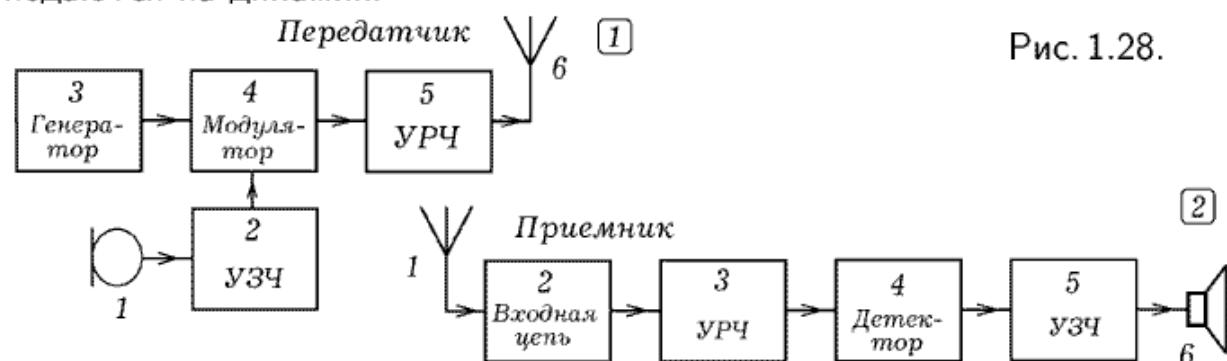 Передатчик
1
Рис. 1.28.
6
3
Генера-
тор
4
Модуля-
тор
5
УРЧ
1
2
УЗЧ
2
Приемник
1
2
Входная
цепь
3
УРЧ
4
Детек-
тор
5
УЗЧ
6